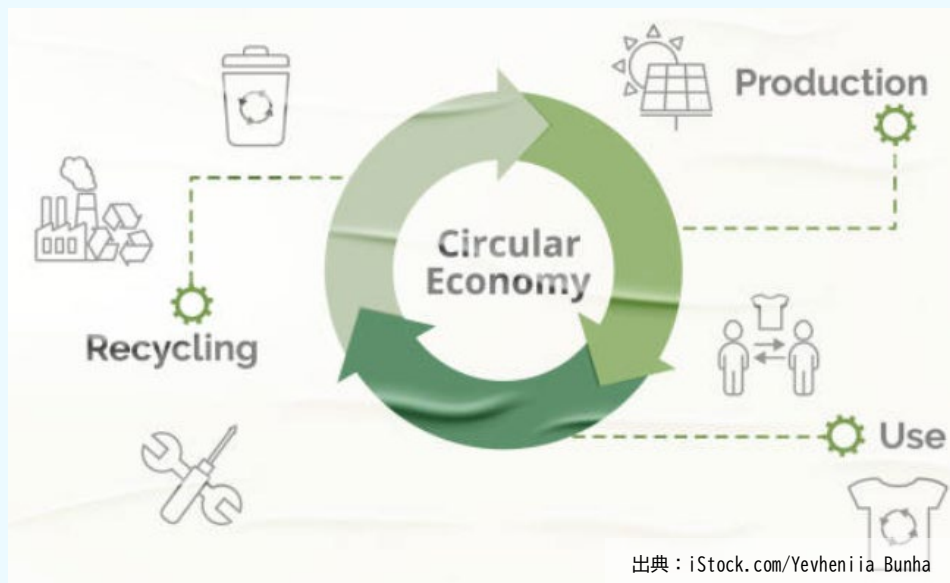 Production
Circular
Economy
Recycling
Use
出典：iStock.com/Yevheniia Bunha